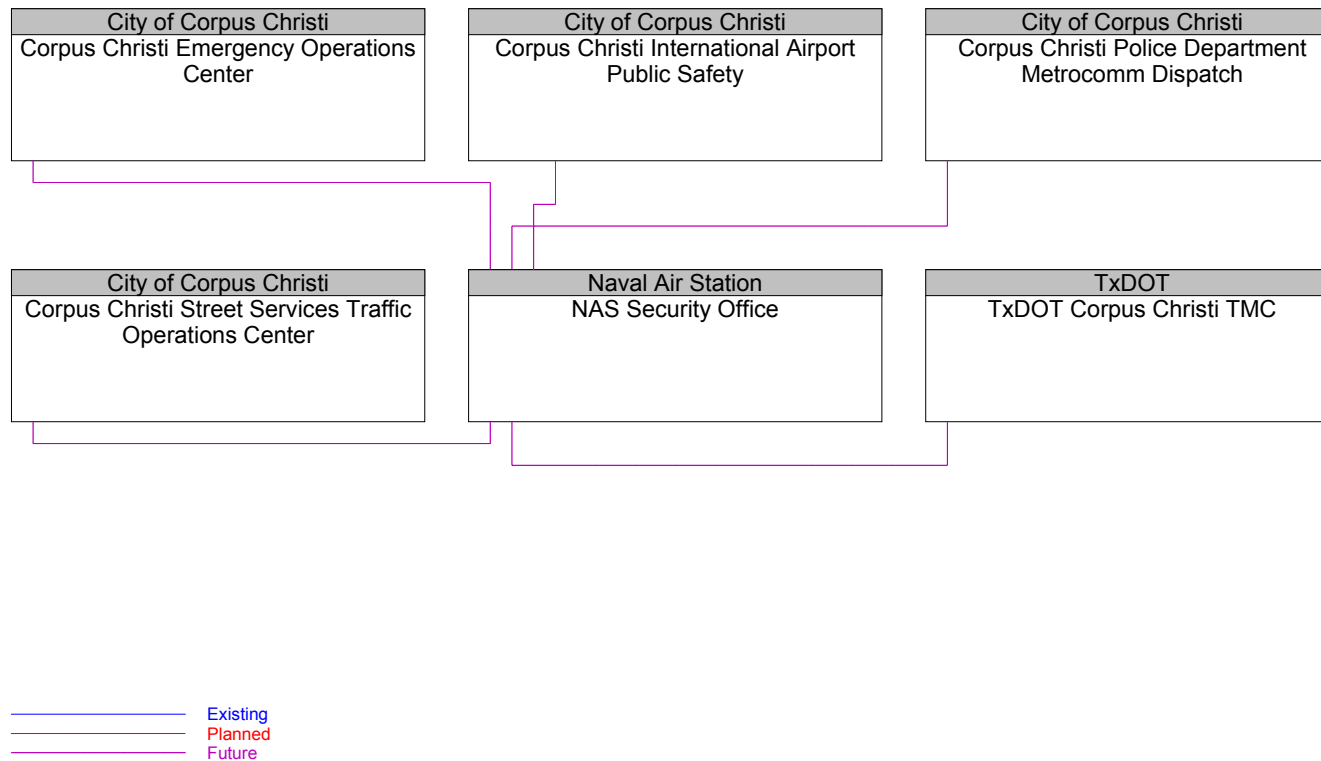 City of Corpus Christi
Corpus Christi Emergency Operations
Center
City of Corpus Christi
Corpus Christi International Airport
Public Safety
City of Corpus Christi
Corpus Christi Police Department
Metrocomm Dispatch
City of Corpus Christi
Corpus Christi Street Services Traffic
Operations Center
Naval Air Station
NAS Security Office
TxDOT
TxDOT Corpus Christi TMC
Existing
Planned
Future